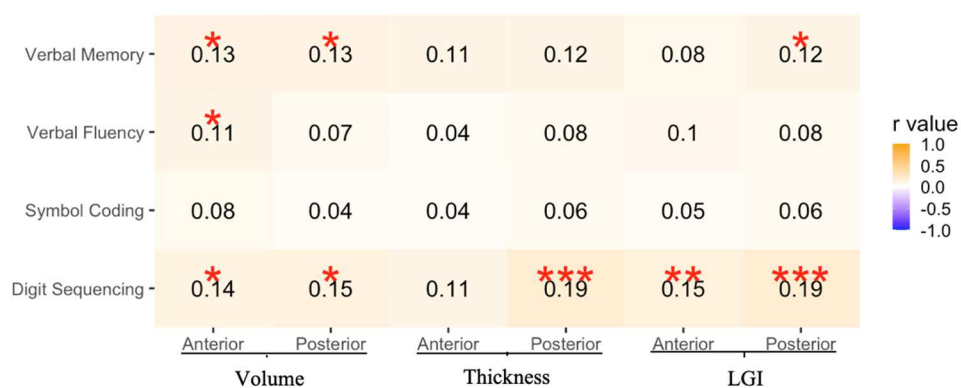 Verbal Memory
* * *
0.13 0.13 0.11 0.12 0.08 0.12
Verbal Fluency
*
0.11 0.07 0.04 0.08 0.1 0.08
Symbol Coding
0.08 0.04 0.04 0.06 0.05 0.06
Digit Sequencing
* * *** ** ***
0.14 0.15 0.11 0.19 0.15 0.19
Anterior Posterior Anterior Posterior Anterior Posterior
Volume Thickness LGI
r value
1.0
0.5
0.0
-0.5
-1.0